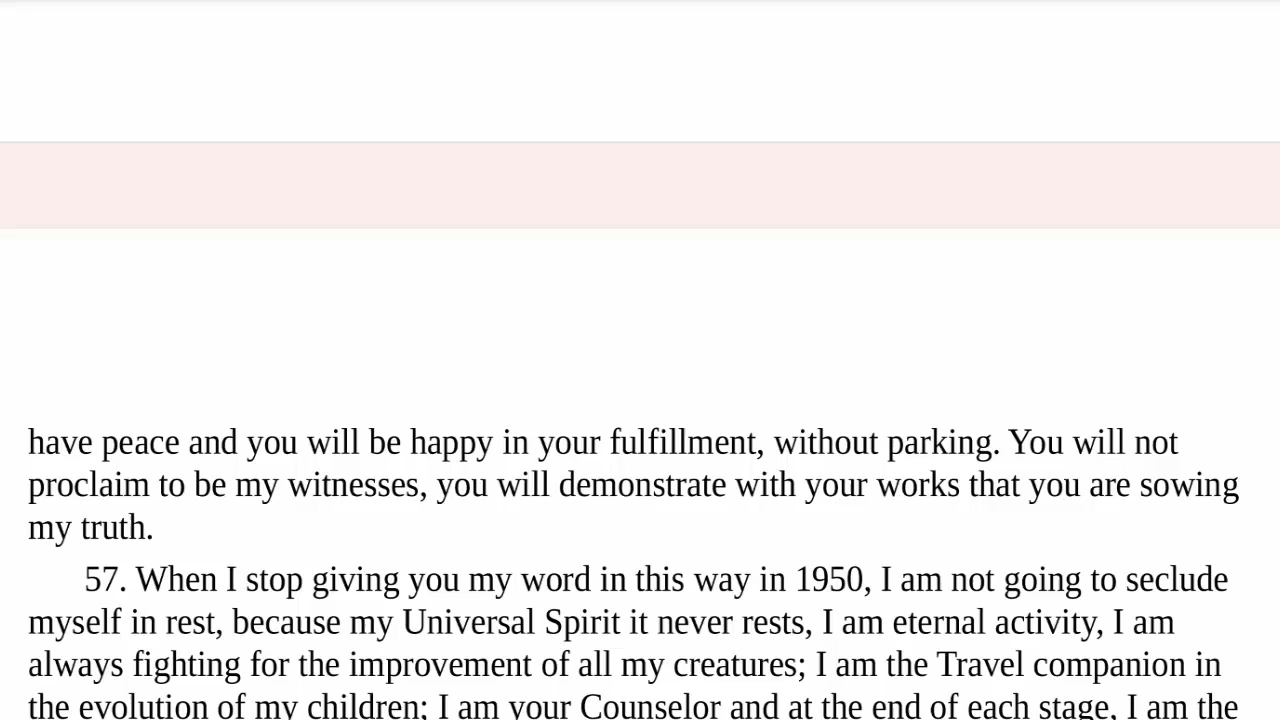 have peace and you will be happy in your fulfillment, without parking. You will not
proclaim to be my witnesses, you will demonstrate with your works that you are sowing
my truth.
57. When I stop giving you my word in this way in 1950, I am not going to seclude
myself in rest, because my Universal Spirit it never rests, I am eternal activity, I am
always fighting for the improvement of all my creatures; I am the Travel companion in
the evolution of my children; I am your Counselor and at the end of each stage, I am the